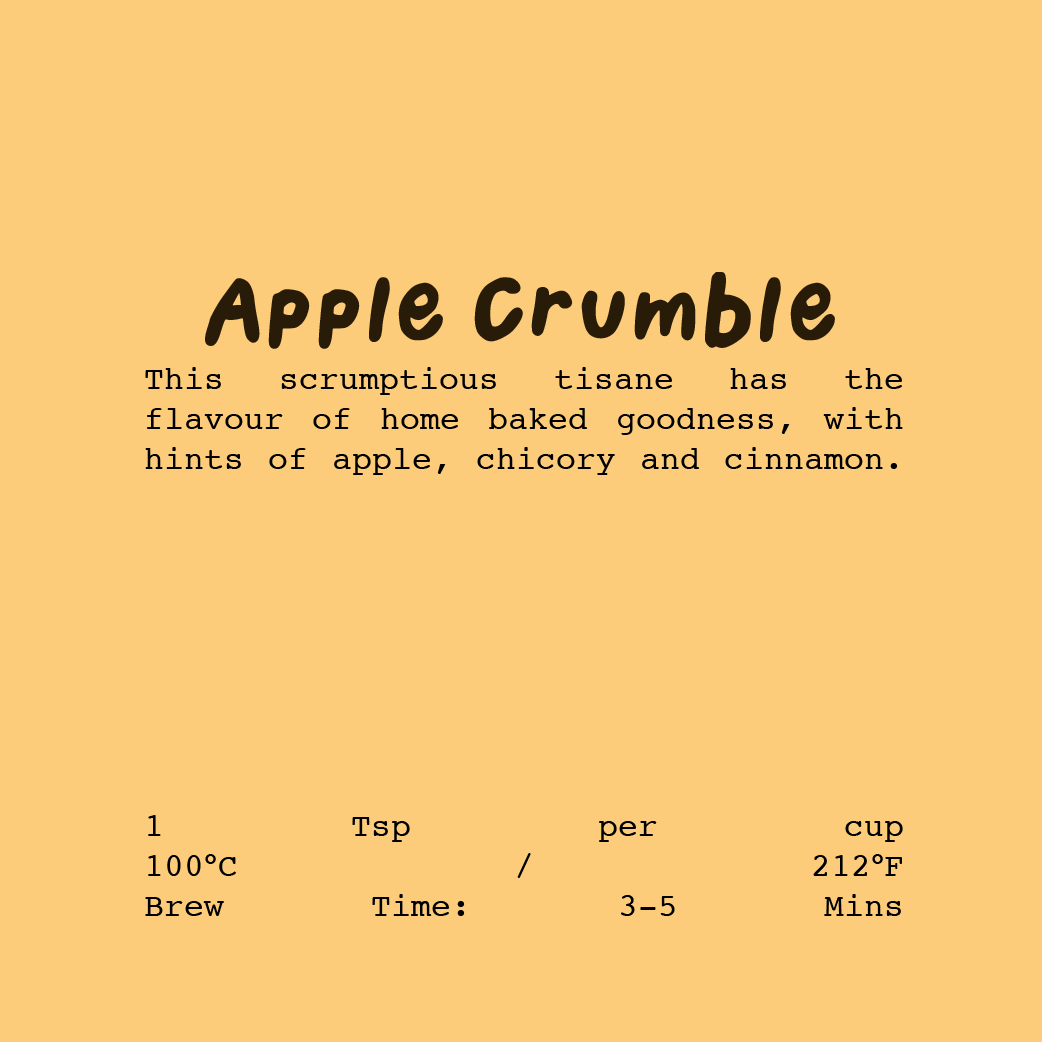 Apple Crumble
This scrumptious tisane has the
flavour of home baked goodness, with
hints of apple, chicory and cinnamon.
1 Tsp per cup
100°C / 212°F
Brew Time: 3-5 Mins